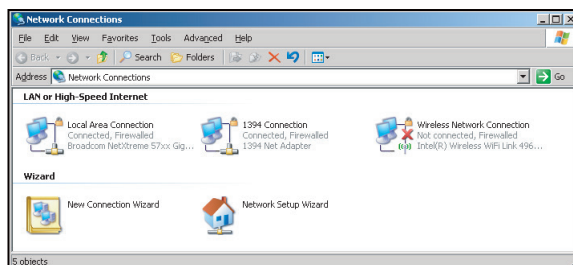 Network Connections
File Edit View Favorites Tools Advanced Help
Back Search Folders
Address Network Connections Go
LAN or High-Speed Internet
Local Area Connection
Connected, Firewalled
Broadcom NetXtreme 57xx Gig...
1394 Connection
Connected, Firewalled
1394 Net Adapter
Wireless Network Connection
Not connected, Firewalled
Intel(R) Wireless WiFi Link 496...
Wizard
New Connection Wizard
Network Setup Wizard
5 objects